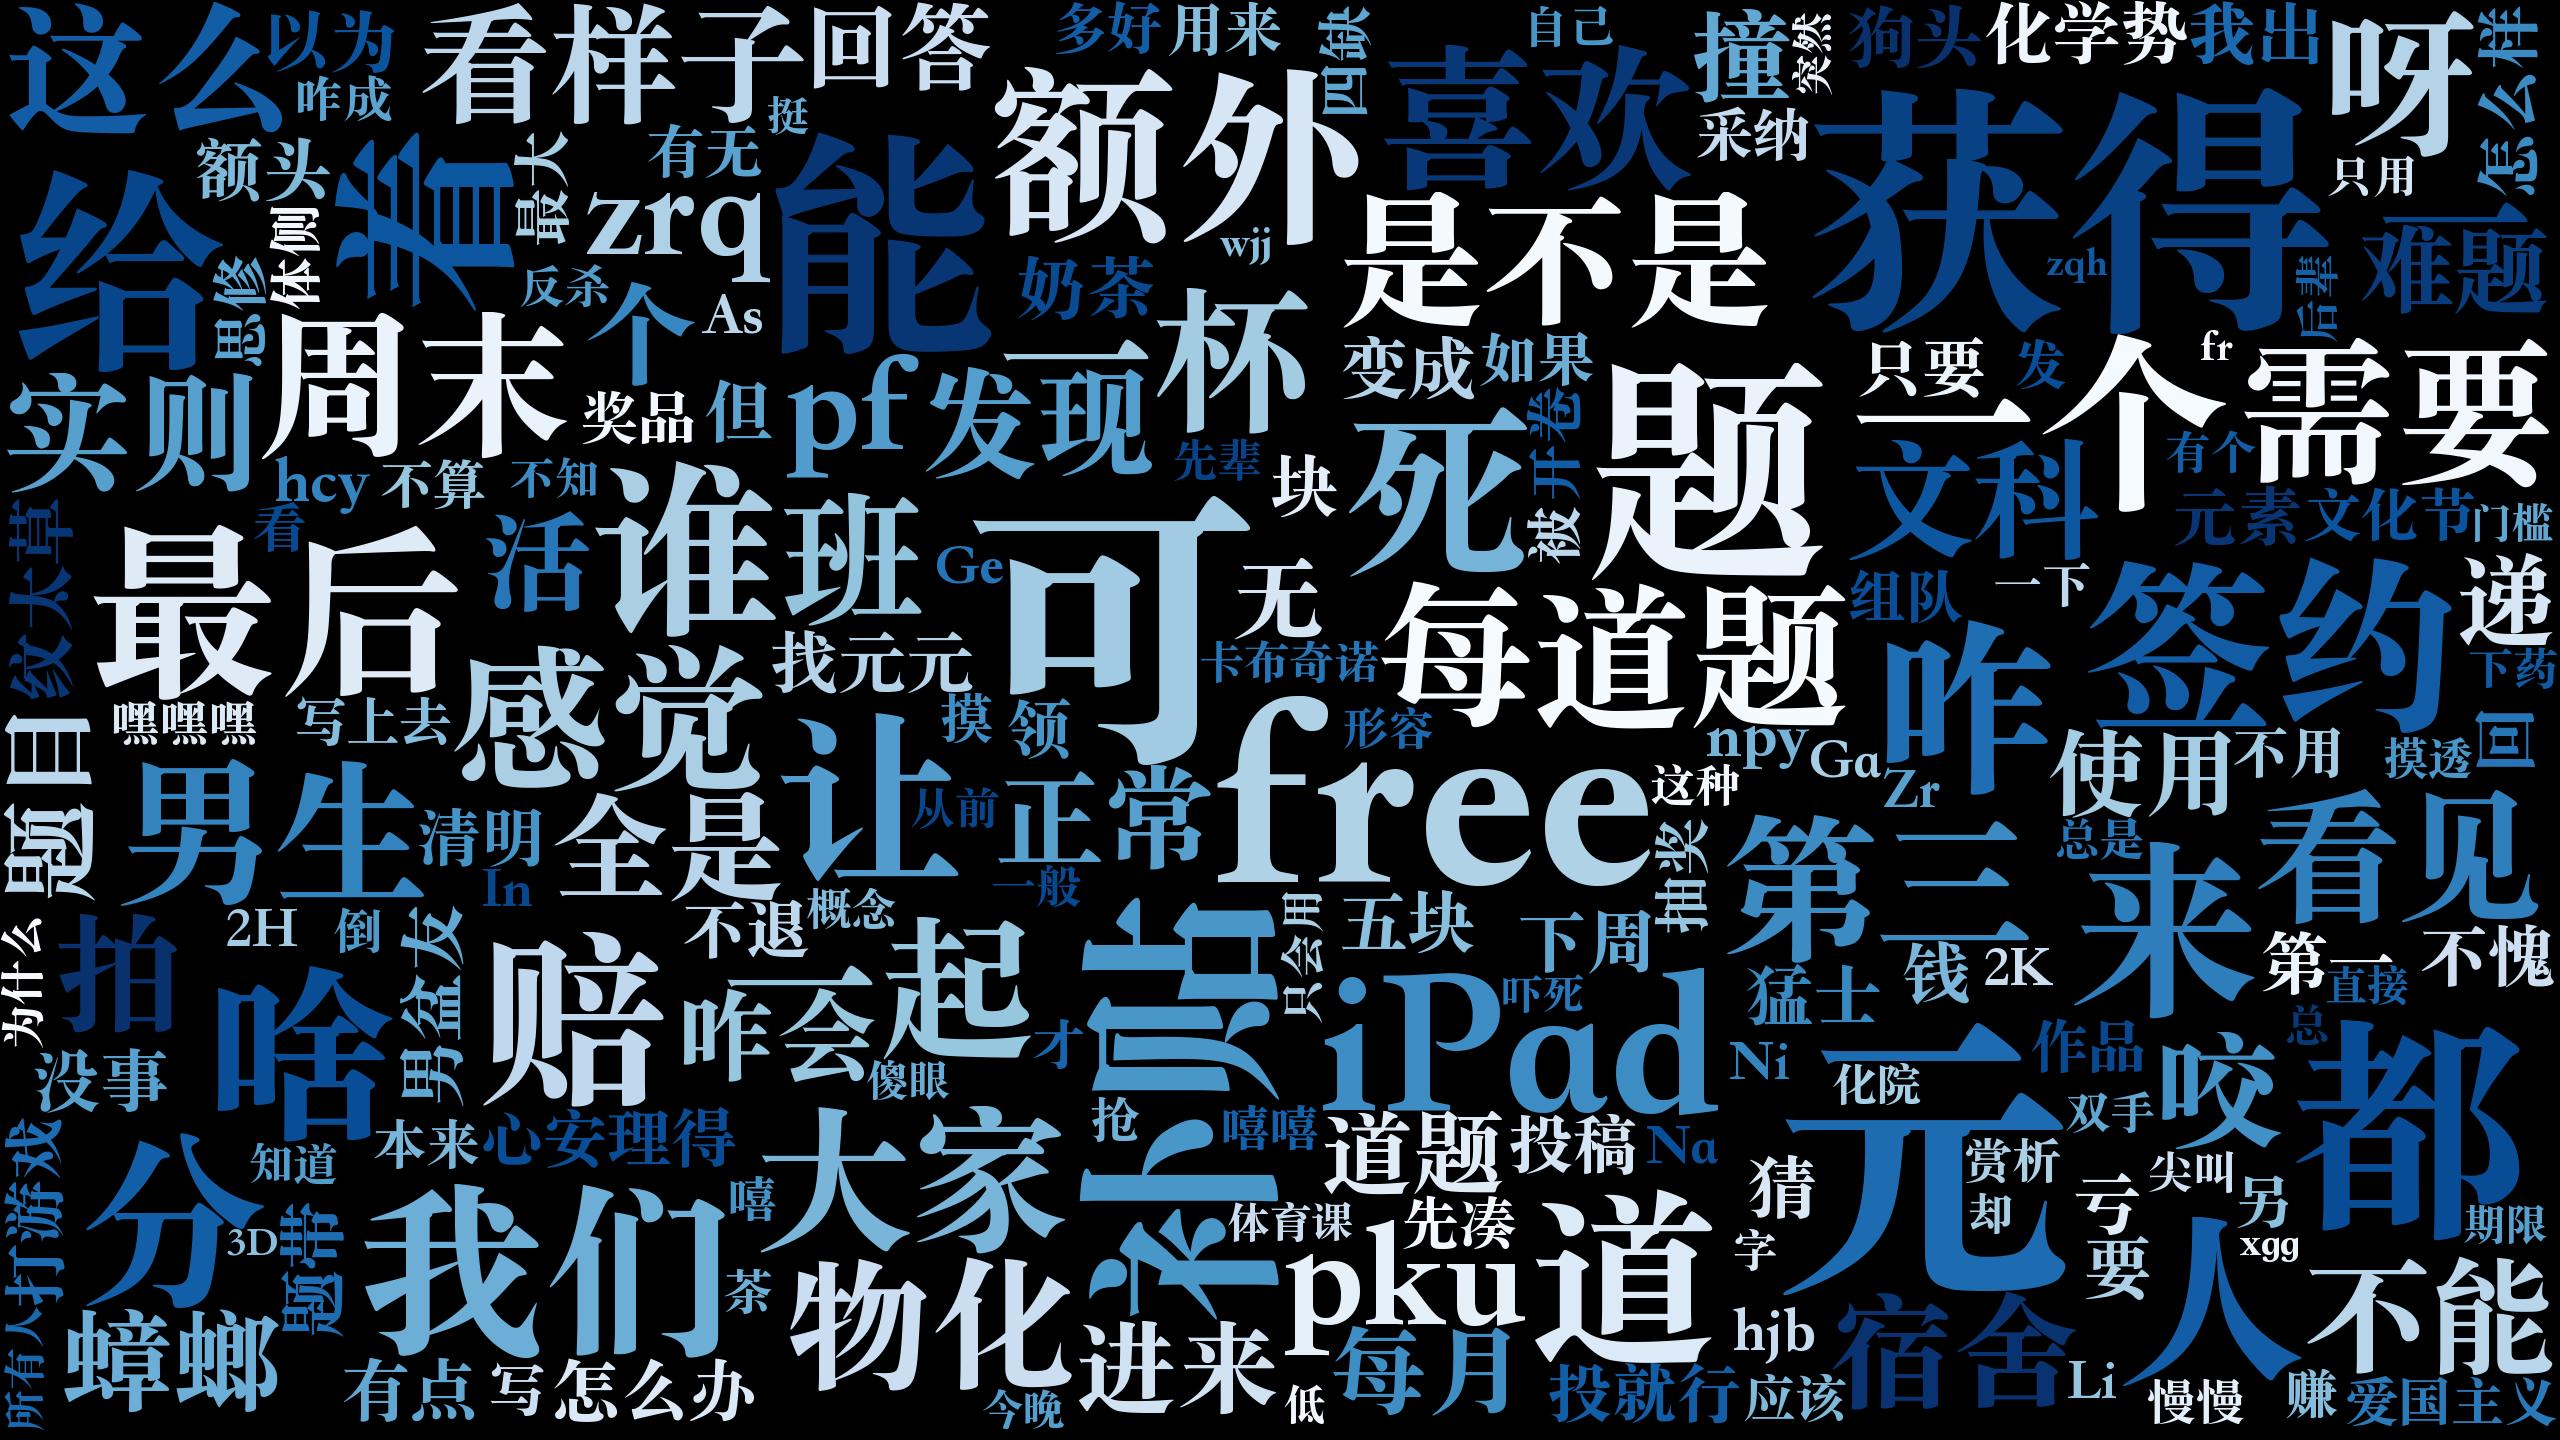 这么
以为
咋成
看样子
回答
多好
用来
四缺一
自己
喜欢
撞
突然
狗头
化学势
我出
呀
怎么样
挺
额外
采纳
获得
只用
额头
着
最大
有无
zrq
能
wjj
是不是
zqh
后辈
难题
给
体侧
思修
反杀
个
As
奶茶
杯
周末
变成
如果
只要
发
一个
fr
需要
实则
奖品
但
pf
发现
一
先辈
死
被开卷
题
文科
有个
hcy
不算
不知
谁
班
块
元素
文化节
门槛
纹太草
看
活
Ge
可
无
每道题
组队
一下
签约
递
最后
找元元
卡布奇诺
咋
下药
嘿嘿嘿
写上去
感觉
摸
领
形容
npy
Ga
Zr
使用
不用
摸透
回
题目
男生
清明
In
全是
让
从前
正常
free
这种
抽奖
第三
总是
来
看见
一般
为什么
拍
2H
倒
男盆友
不退
概念
只会用
五块
下周
钱
2K
第一
直接
不愧
啥
赔
咋会
一起
才
不贴
iPad
吓死
猛士
总
没事
傻眼
Ni
元
化院
作品
咬
都
本来
心安理得
抢
嘻嘻
道题
投稿
Na
双手
所有人打游戏
分
知道
大家
猜
赏析
却
亏
尖叫
另
期限
3D
题带
我们
嘻
体育课
先凑
pku
道
字
要
人
xgg
不能
茶
物化
hjb
宿舍
蟑螂
有点
写
怎么办
今晚
进来
低
每月
投就行
应该
Li
慢慢
赚
爱国主义